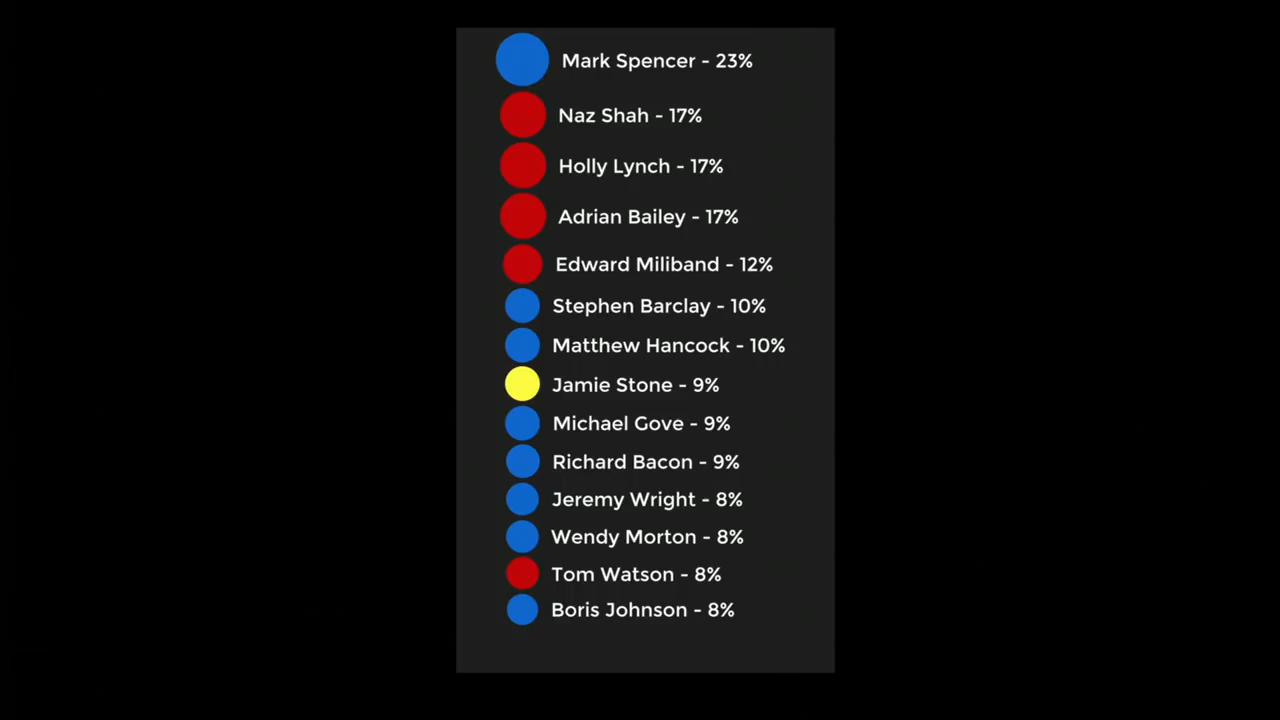 Mark Spencer - 23%
Naz Shah - 17%
Holly Lynch - 17%
Adrian Bailey - 17%
Edward Miliband - 12%
Stephen Barclay - 10%
Matthew Hancock - 10%
Jamie Stone - 9%
Michael Gove - 9%
Richard Bacon - 9%
Jeremy Wright - 8%
Wendy Morton - 8%
Tom Watson - 8%
Boris Johnson - 8%